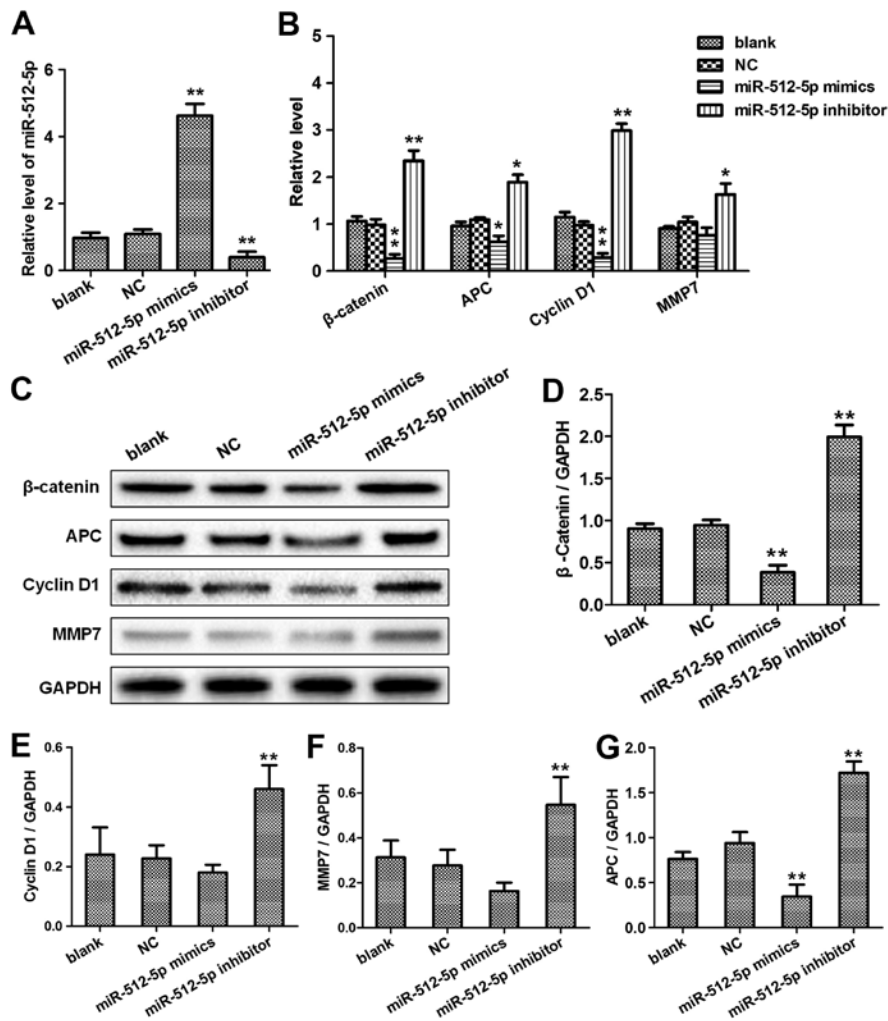 A
Relative level of miR-512-5p
6
4
2
0
**
**
blank
NC
miR-512-5p mimics
miR-512-5p inhibitor
B
Relative level
5
4
3
2
1
0
blank
NC
miR-512-5p mimics
miR-512-5p inhibitor
**
**
*
*
**
**
*
β-catenin
APC
Cyclin D1
MMP7
C
blank
NC
miR-512-5p mimics
miR-512-5p inhibitor
β-catenin
APC
Cyclin D1
MMP7
GAPDH
D
β -Catenin / GAPDH
2.5
2.0
1.5
1.0
0.5
0.0
**
**
blank
NC
miR-512-5p mimics
miR-512-5p inhibitor
E
Cyclin D1 / GAPDH
0.6
0.4
0.2
0.0
**
blank
NC
miR-512-5p mimics
miR-512-5p inhibitor
F
MMP7 / GAPDH
0.8
0.6
0.4
0.2
0.0
**
blank
NC
miR-512-5p mimics
miR-512-5p inhibitor
G
APC / GAPDH
2.0
1.5
1.0
0.5
0.0
**
**
blank
NC
miR-512-5p mimics
miR-512-5p inhibitor